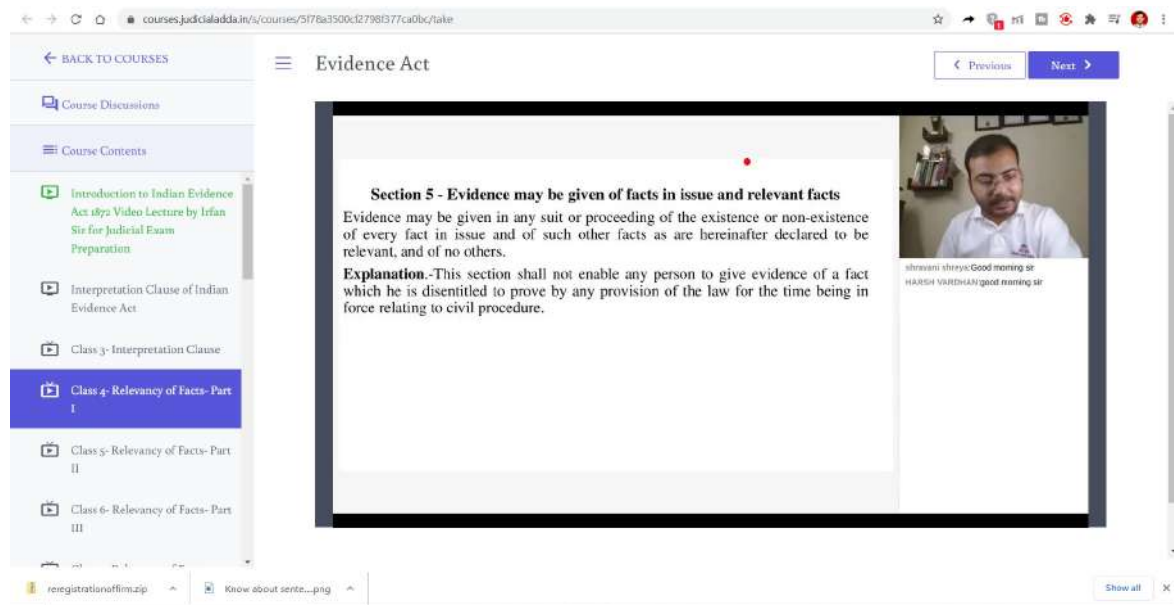 courses.judicialadda.in/s/courses/5f78a3500cf2798f377ca0bc/take
BACK TO COURSES
Evidence Act
Previous
Next
Course Discussions
Course Contents
Introduction to Indian Evidence
Act 1872 Video Lecture by Irfan
Sir for Judicial Exam
Preparation
Interpretation Clause of Indian
Evidence Act
Class 3- Interpretation Clause
Class 4- Relevancy of Facts- Part
I
Class 5- Relevancy of Facts- Part
II
Class 6- Relevancy of Facts- Part
III
Section 5 - Evidence may be given of facts in issue and relevant facts
Evidence may be given in any suit or proceeding of the existence or non-existence
of every fact in issue and of such other facts as are hereinafter declared to be
relevant, and of no others.
Explanation.-This section shall not enable any person to give evidence of a fact
which he is disentitled to prove by any provision of the law for the time being in
force relating to civil procedure.
shravani shreya:Good morning sir
HARSH VARDHAN:good morning sir
reregistrationoffirm.zip
Know about sente....png
Show all